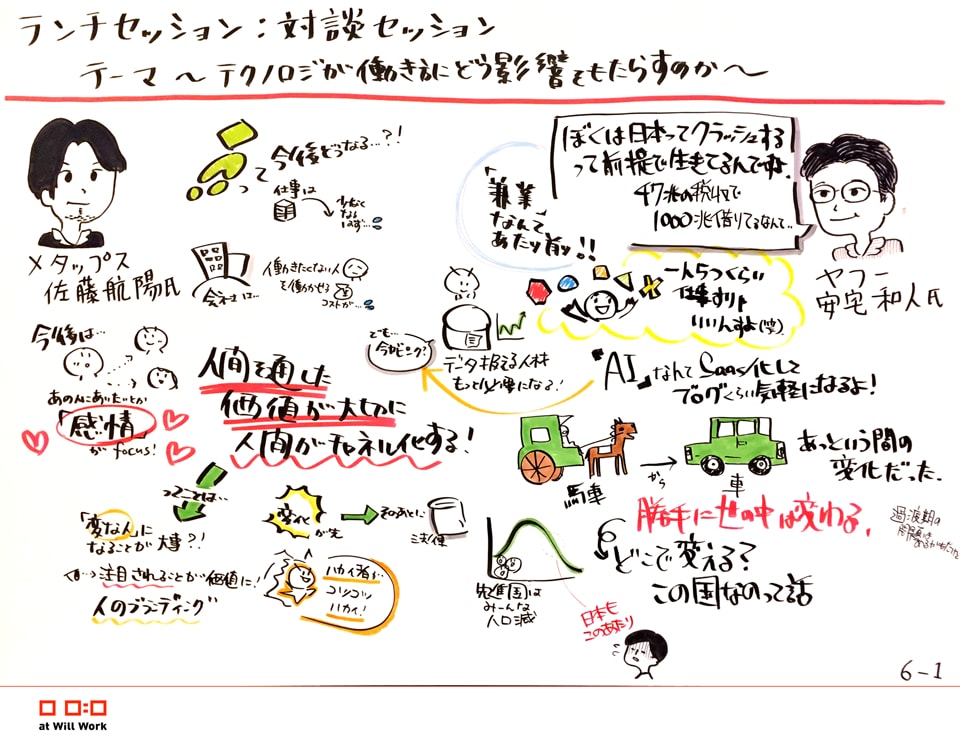 ランチセッション:対談セッション
テーマ 〜 テクノロジが働き方にどう影響をもたらすのか〜
メタップス
佐藤航陽氏
って今後どうなる…?!
仕事は
少なく
なる
はず…
会社は…
働きたくない人
を働かせる
コストが…
「兼業」
なんて
あたり前ッ!!
ぼくは日本ってクラッシュする
って前提で生きてるんですよ.
47兆の税収で
1000兆借りてるなんて..
ヤフー
安宅和人氏
一人5つくらい
仕事すりゃ
いいんすよ(笑)
でも…
今がピーク?
データ扱える人材
もっと必要になる!
『AI』なんてSaas化して
ブログくらい気軽になるよ!
馬車
から
車
あっという間の
変化だった.
勝手に世の中は変わる.
過渡期の
問題は
どこで変える?
この国なのって話
先進国は
みーんな
人口減
日本も
このあたり
今後は…
あの人にあいたいとか
「感情」
が focus!
人間を通した
価値が大切に
人間がチャネル化する!
ってことは…
「変な人」に
なることが大事?!
注目されることが価値に!
人のブランディング
変化
が先
そのあとに
ハカイ者が
コツコツ
ハカイ!
6-1
at Will Work